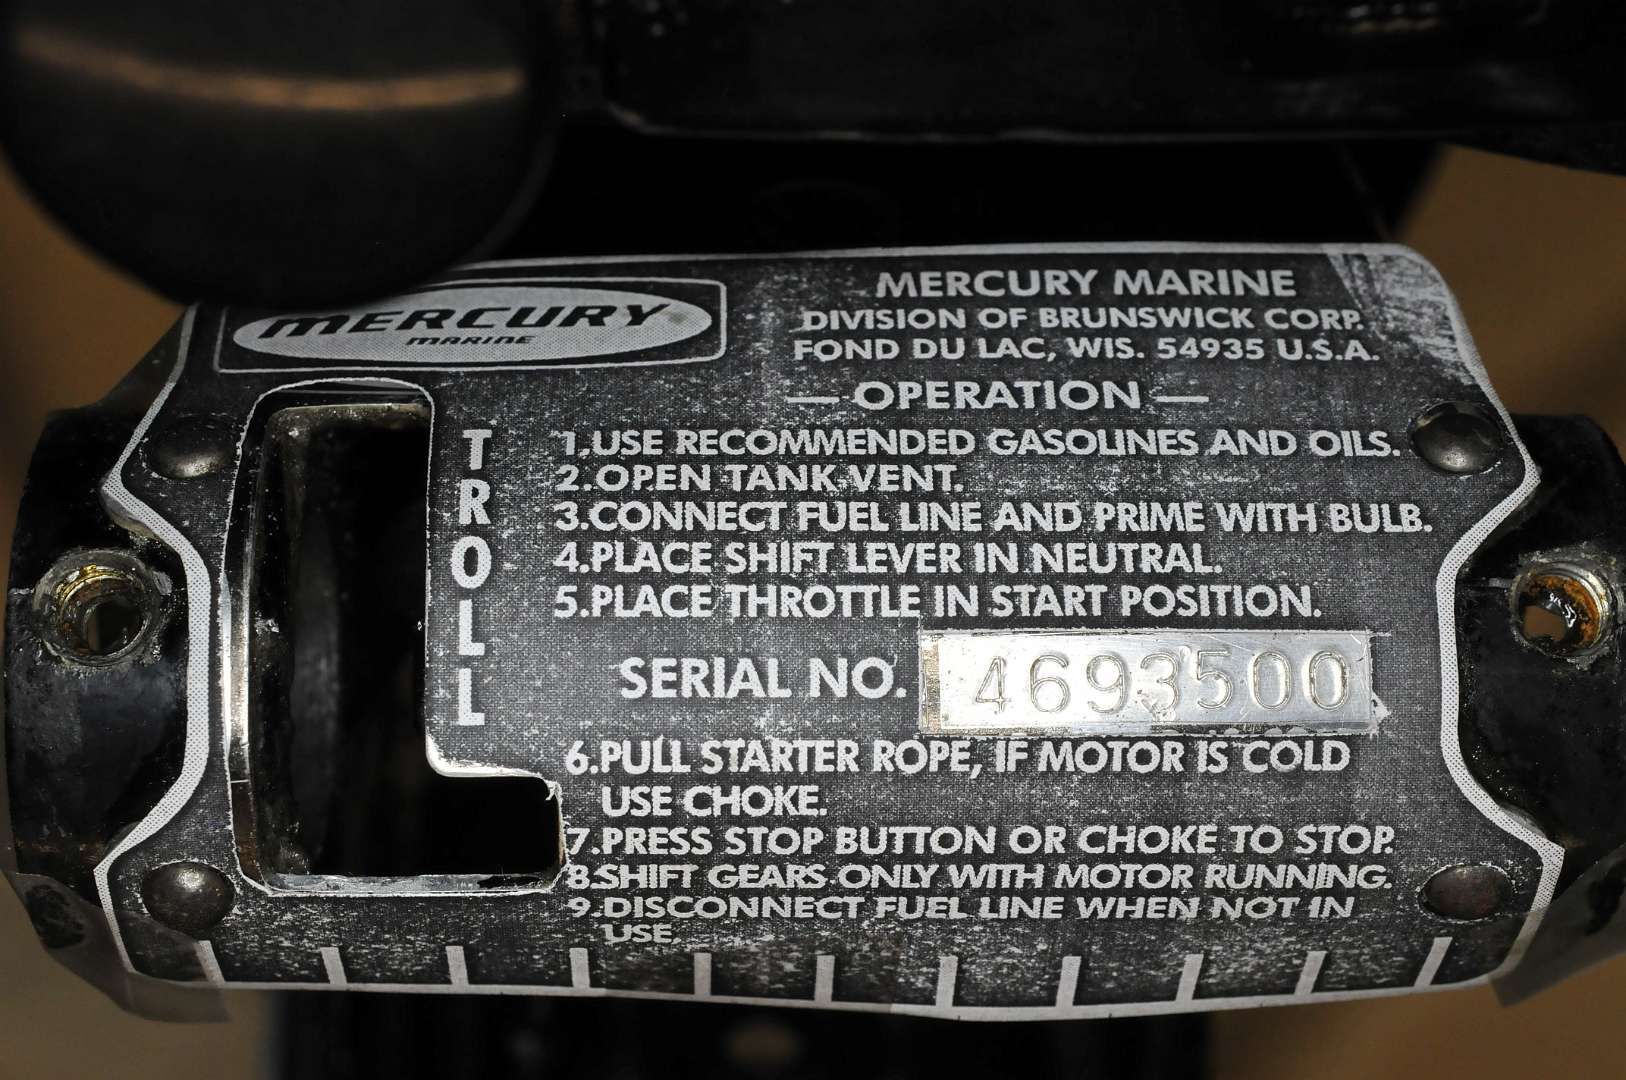 MERCURY
MARINE
MERCURY MARINE
DIVISION OF BRUNSWICK CORP.
FOND DU LAC, WIS. 54935 U.S.A.
— OPERATION —
TROLL
1.USE RECOMMENDED GASOLINES AND OILS.
2.OPEN TANK VENT.
3.CONNECT FUEL LINE AND PRIME WITH BULB.
4.PLACE SHIFT LEVER IN NEUTRAL.
5.PLACE THROTTLE IN START POSITION.
SERIAL NO. 4693500
6.PULL STARTER ROPE, IF MOTOR IS COLD
USE CHOKE.
7.PRESS STOP BUTTON OR CHOKE TO STOP.
8.SHIFT GEARS ONLY WITH MOTOR RUNNING.
9.DISCONNECT FUEL LINE WHEN NOT IN
USE.